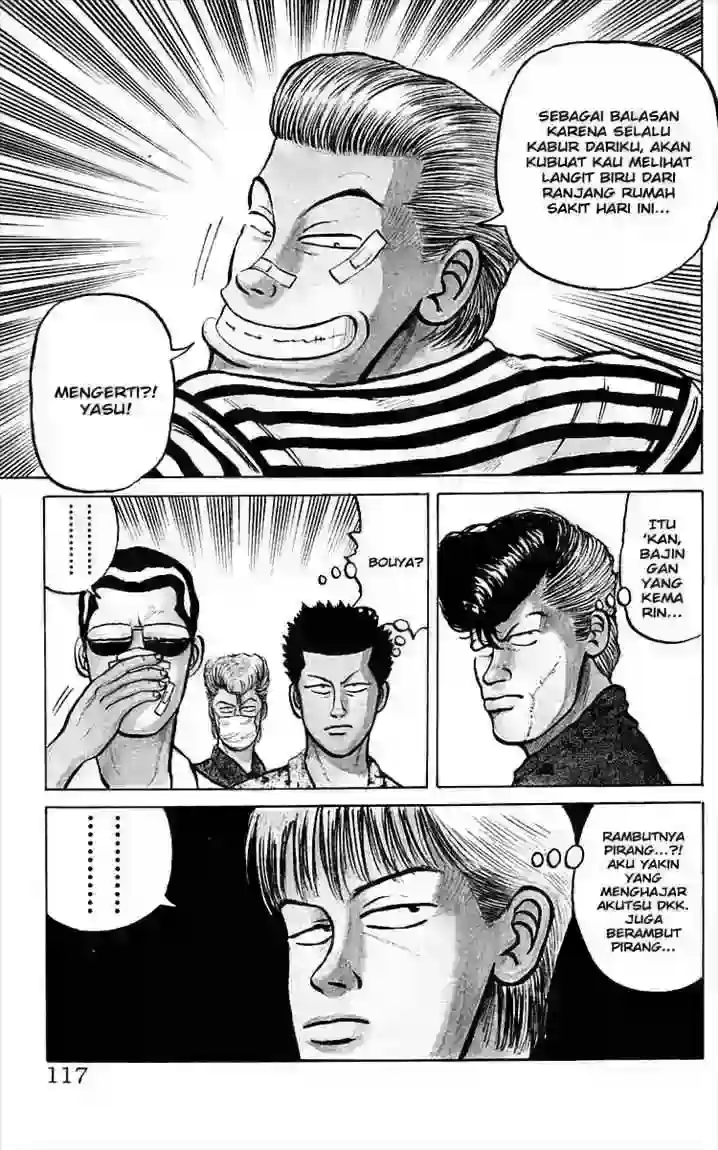 SEBAGAI BALASAN
KARENA SELALU
KABUR DARIKU, AKAN
KUBUAT KAU MELIHAT
LANGIT BIRU DARI
RANJANG RUMAH
SAKIT HARI INI...
MENGERTI?!
YASU!
ITU
'KAN,
BAJIN
GAN
YANG
KEMA
RIN...
BOUYA?
........
........
RAMBUTNYA
PIRANG...?!
AKU YAKIN
YANG
MENGHAJAR
AKUTSU DKK.
JUGA
BERAMBUT
PIRANG...
........
........
117